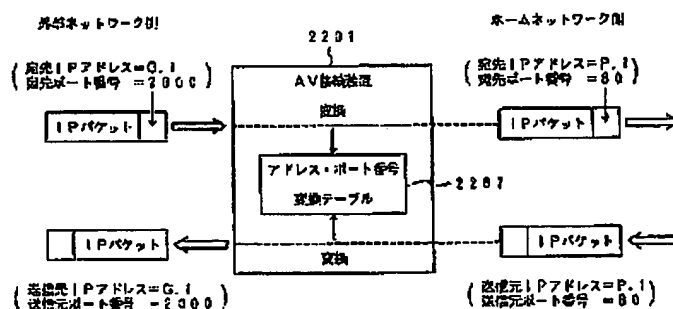 外部ネットワーク側
ホームネットワーク側
2201
宛先IPアドレス=G.1
宛先ポート番号 =2000
AV接続装置
宛先IPアドレス=P.1
宛先ポート番号 =80
変換
IPパケット
IPパケット
アドレス・ポート番号
変換テーブル
2207
IPパケット
IPパケット
変換
送信元IPアドレス=G.1
送信元ポート番号 =2000
送信元IPアドレス=P.1
送信元ポート番号 =80